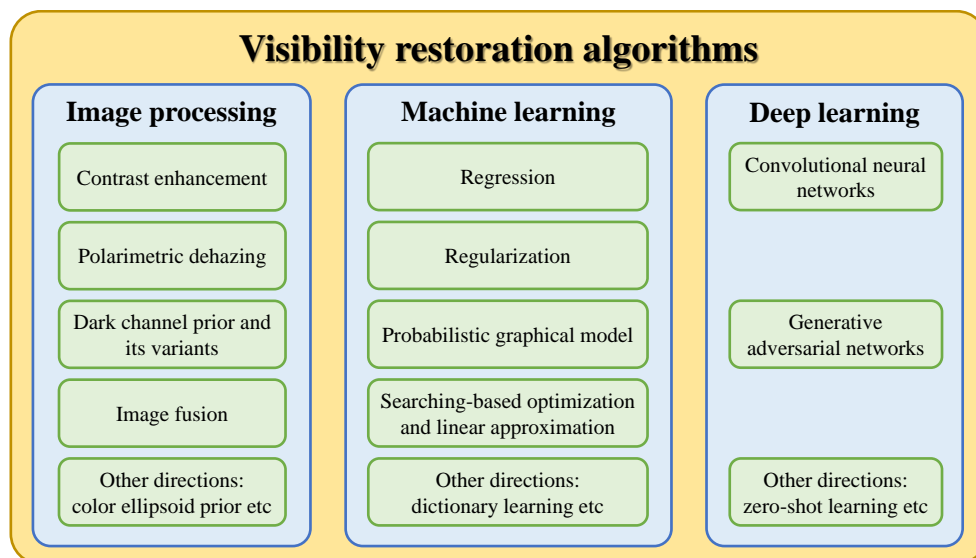 Visibility restoration algorithms
Image processing
Contrast enhancement
Polarimetric dehazing
Dark channel prior and
its variants
Image fusion
Other directions:
color ellipsoid prior etc
Machine learning
Regression
Regularization
Probabilistic graphical model
Searching-based optimization
and linear approximation
Other directions:
dictionary learning etc
Deep learning
Convolutional neural
networks
Generative
adversarial networks
Other directions:
zero-shot learning etc